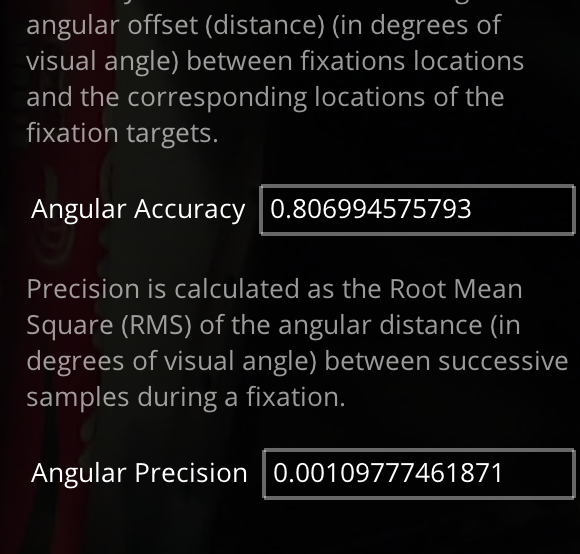 angular offset (distance) (in degrees of
visual angle) between fixations locations
and the corresponding locations of the
fixation targets.
Angular Accuracy 0.806994575793
Precision is calculated as the Root Mean
Square (RMS) of the angular distance (in
degrees of visual angle) between successive
samples during a fixation.
Angular Precision 0.00109777461871